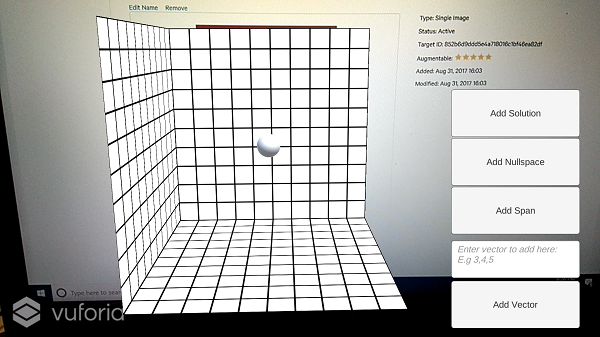 Edit Name Remove
Type: Single Image
Status: Active
Target ID: 852b6d9ddd5e4a718016c1bf46ea82df
Augmentable:
Added: Aug 31, 2017 16:03
Modified: Aug 31, 2017 16:03
Add Solution
Add Nullspace
Add Span
Enter vector to add here:
E.g 3,4,5
Add Vector
Type here to sear
vuforia